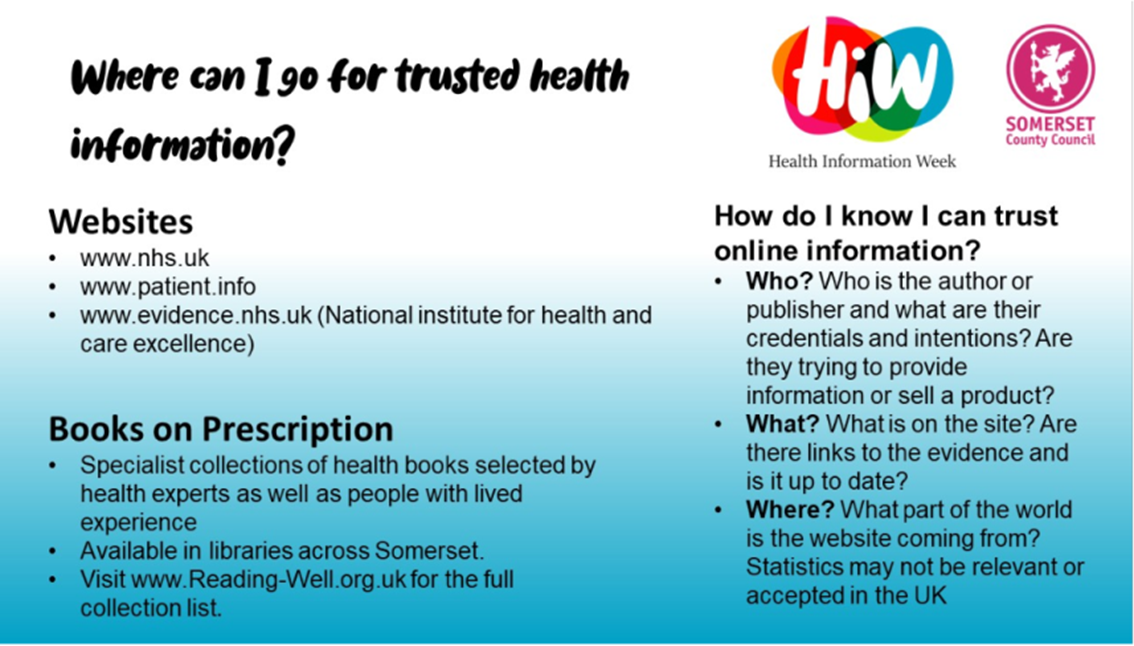 Where can I go for trusted health
information?
HiW
Health Information Week
SOMERSET
County Council
Websites
• www.nhs.uk
• www.patient.info
• www.evidence.nhs.uk (National institute for health and
care excellence)
Books on Prescription
• Specialist collections of health books selected by
health experts as well as people with lived
experience
• Available in libraries across Somerset.
• Visit www.Reading-Well.org.uk for the full
collection list.
How do I know I can trust
online information?
• Who? Who is the author or
publisher and what are their
credentials and intentions? Are
they trying to provide
information or sell a product?
• What? What is on the site? Are
there links to the evidence and
is it up to date?
• Where? What part of the world
is the website coming from?
Statistics may not be relevant or
accepted in the UK